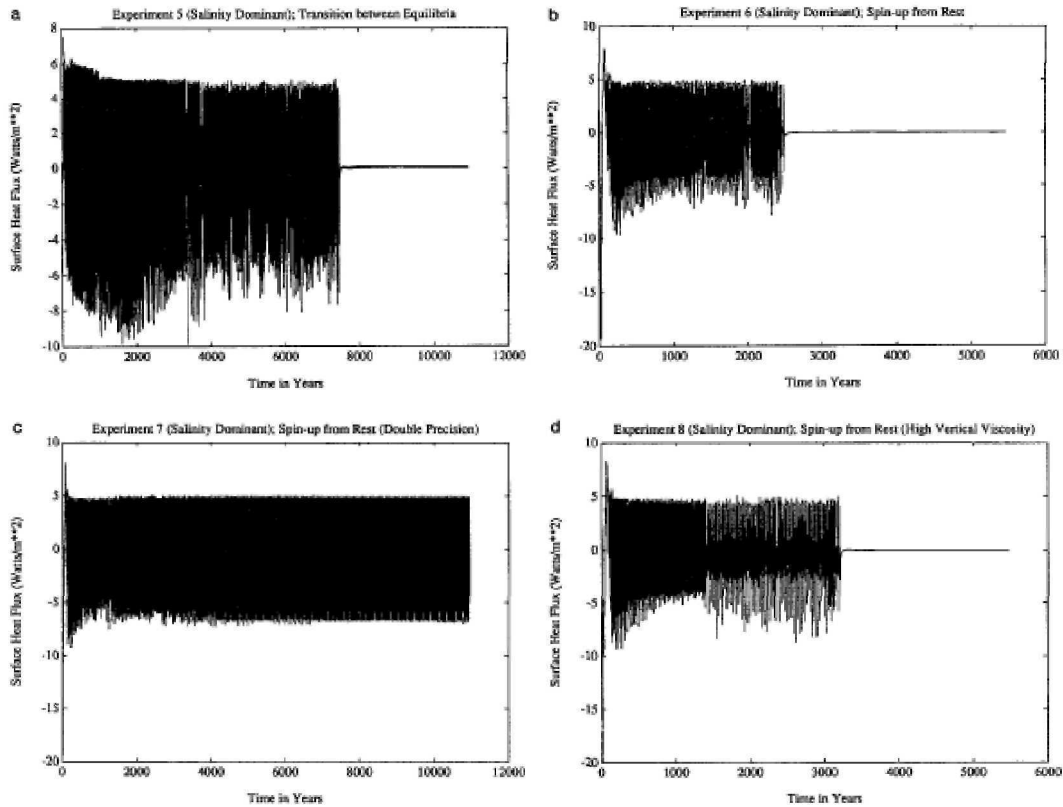 a
Experiment 5 (Salinity Dominant); Transition between Equilibria
Surface Heat Flux (Watts/m**2)
8
6
4
2
0
-2
-4
-6
-8
-10
0 2000 4000 6000 8000 10000 12000
Time in Years
b
Experiment 6 (Salinity Dominant); Spin-up from Rest
Surface Heat Flux (Watts/m**2)
10
5
0
-5
-10
-15
-20
0 1000 2000 3000 4000 5000 6000
Time in Years
c
Experiment 7 (Salinity Dominant); Spin-up from Rest (Double Precision)
Surface Heat Flux (Watts/m**2)
10
5
0
-5
-10
-15
-20
0 2000 4000 6000 8000 10000 12000
Time in Years
d
Experiment 8 (Salinity Dominant); Spin-up from Rest (High Vertical Viscosity)
Surface Heat Flux (Watts/m**2)
10
5
0
-5
-10
-15
-20
0 1000 2000 3000 4000 5000 6000
Time in Years